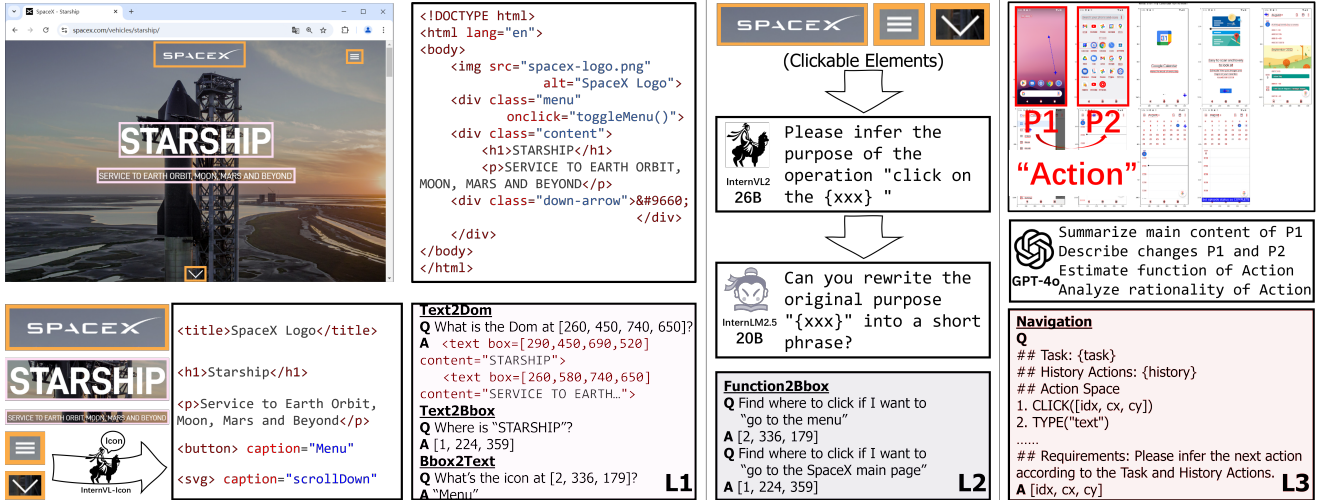 SpaceX - Starship
spacex.com/vehicles/starship/
SPACEX
STARSHIP
SERVICE TO EARTH ORBIT, MOON, MARS AND BEYOND
<!DOCTYPE html>
<html lang="en">
<body>
<img src="spacex-logo.png"
alt="SpaceX Logo">
<div class="menu"
onclick="toggleMenu()">
<div class="content">
<h1>STARSHIP</h1>
<p>SERVICE TO EARTH ORBIT,
MOON, MARS AND BEYOND</p>
<div class="down-arrow">&#9660;
</div>
</div>
</body>
</html>
SPACEX
STARSHIP
SERVICE TO EARTH ORBIT, MOON, MARS AND BEYOND
Icon
InternVL-Icon
<title>SpaceX Logo</title>
<h1>Starship</h1>
<p>Service to Earth Orbit,
Moon, Mars and Beyond</p>
<button> caption="Menu"
<svg> caption="scrollDown"
Text2Dom
Q What is the Dom at [260, 450, 740, 650]?
A <text box=[290,450,690,520]
content="STARSHIP">
<text box=[260,580,740,650]
content="SERVICE TO EARTH…">
Text2Bbox
Q Where is "STARSHIP"?
A [1, 224, 359]
Bbox2Text
Q What's the icon at [2, 336, 179]?
A "Menu"
L1
SPACEX
(Clickable Elements)
InternVL2
26B
Please infer the
purpose of the
operation "click on
the {xxx} "
InternLM2.5
20B
Can you rewrite the
original purpose
"{xxx}" into a short
phrase?
Function2Bbox
Q Find where to click if I want to
"go to the menu"
A [2, 336, 179]
Q Find where to click if I want to
"go to the SpaceX main page"
A [1, 224, 359]
L2
P1 P2
"Action"
Google Calendar
GPT-4o
Summarize main content of P1
Describe changes P1 and P2
Estimate function of Action
Analyze rationality of Action
Navigation
Q
## Task: {task}
## History Actions: {history}
## Action Space
1. CLICK([idx, cx, cy])
2. TYPE("text")
......
## Requirements: Please infer the next action
according to the Task and History Actions.
A [idx, cx, cy]
L3